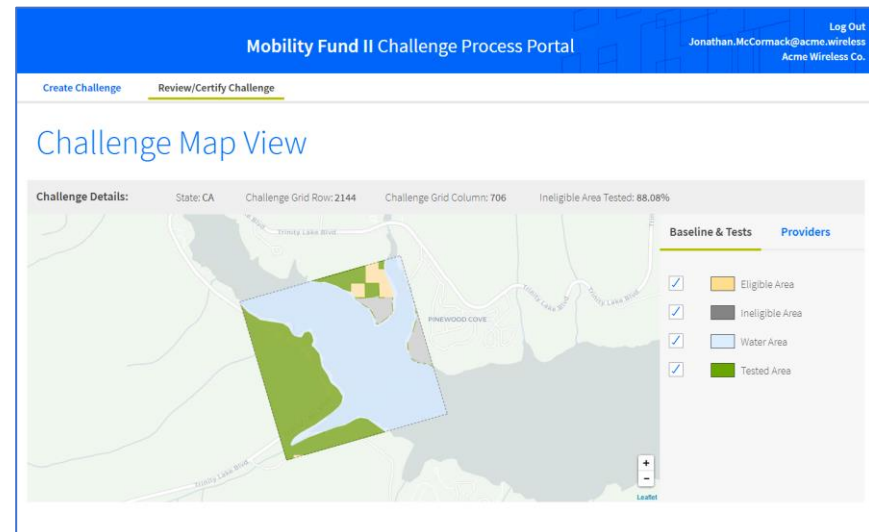 Log Out
Mobility Fund II Challenge Process Portal
Jonathan.McCormack@acme.wireless
Acme Wireless Co.
Create Challenge
Review/Certify Challenge
Challenge Map View
Challenge Details:
State: CA
Challenge Grid Row: 2144
Challenge Grid Column: 706
Ineligible Area Tested: 88.08%
Trinity Lake Blvd
Baseline & Tests
Providers
Eligible Area
Trinity Lake Blvd
Trinity Lake Blvd
Ineligible Area
PINEWOOD COVE
Water Area
Tested Area
Trinity Lake Blvd
+
-
Leaflet